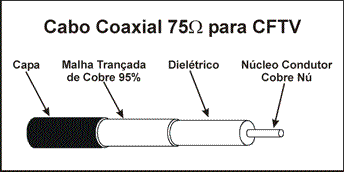 Cabo Coaxial 75Ω para CFTV
Capa
Malha Trançada
de Cobre 95%
Dielétrico
Núcleo Condutor
Cobre Nú